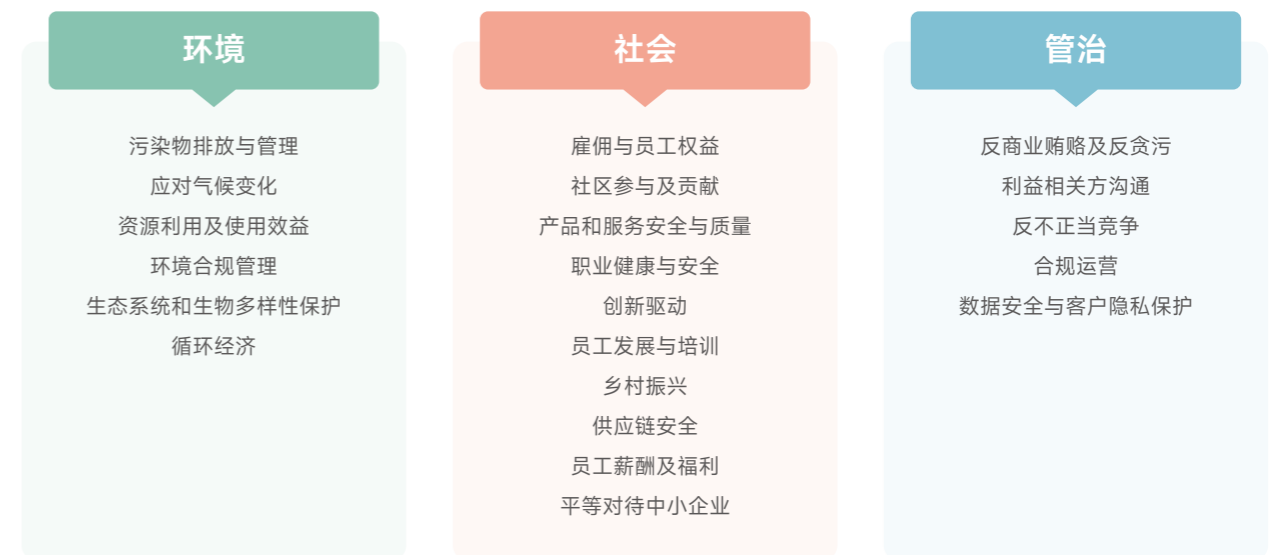 环境
污染物排放与管理
应对气候变化
资源利用及使用效益
环境合规管理
生态系统和生物多样性保护
循环经济
社会
雇佣与员工权益
社区参与及贡献
产品和服务安全与质量
职业健康与安全
创新驱动
员工发展与培训
乡村振兴
供应链安全
员工薪酬及福利
平等对待中小企业
管治
反商业贿赂及反贪污
利益相关方沟通
反不正当竞争
合规运营
数据安全与客户隐私保护